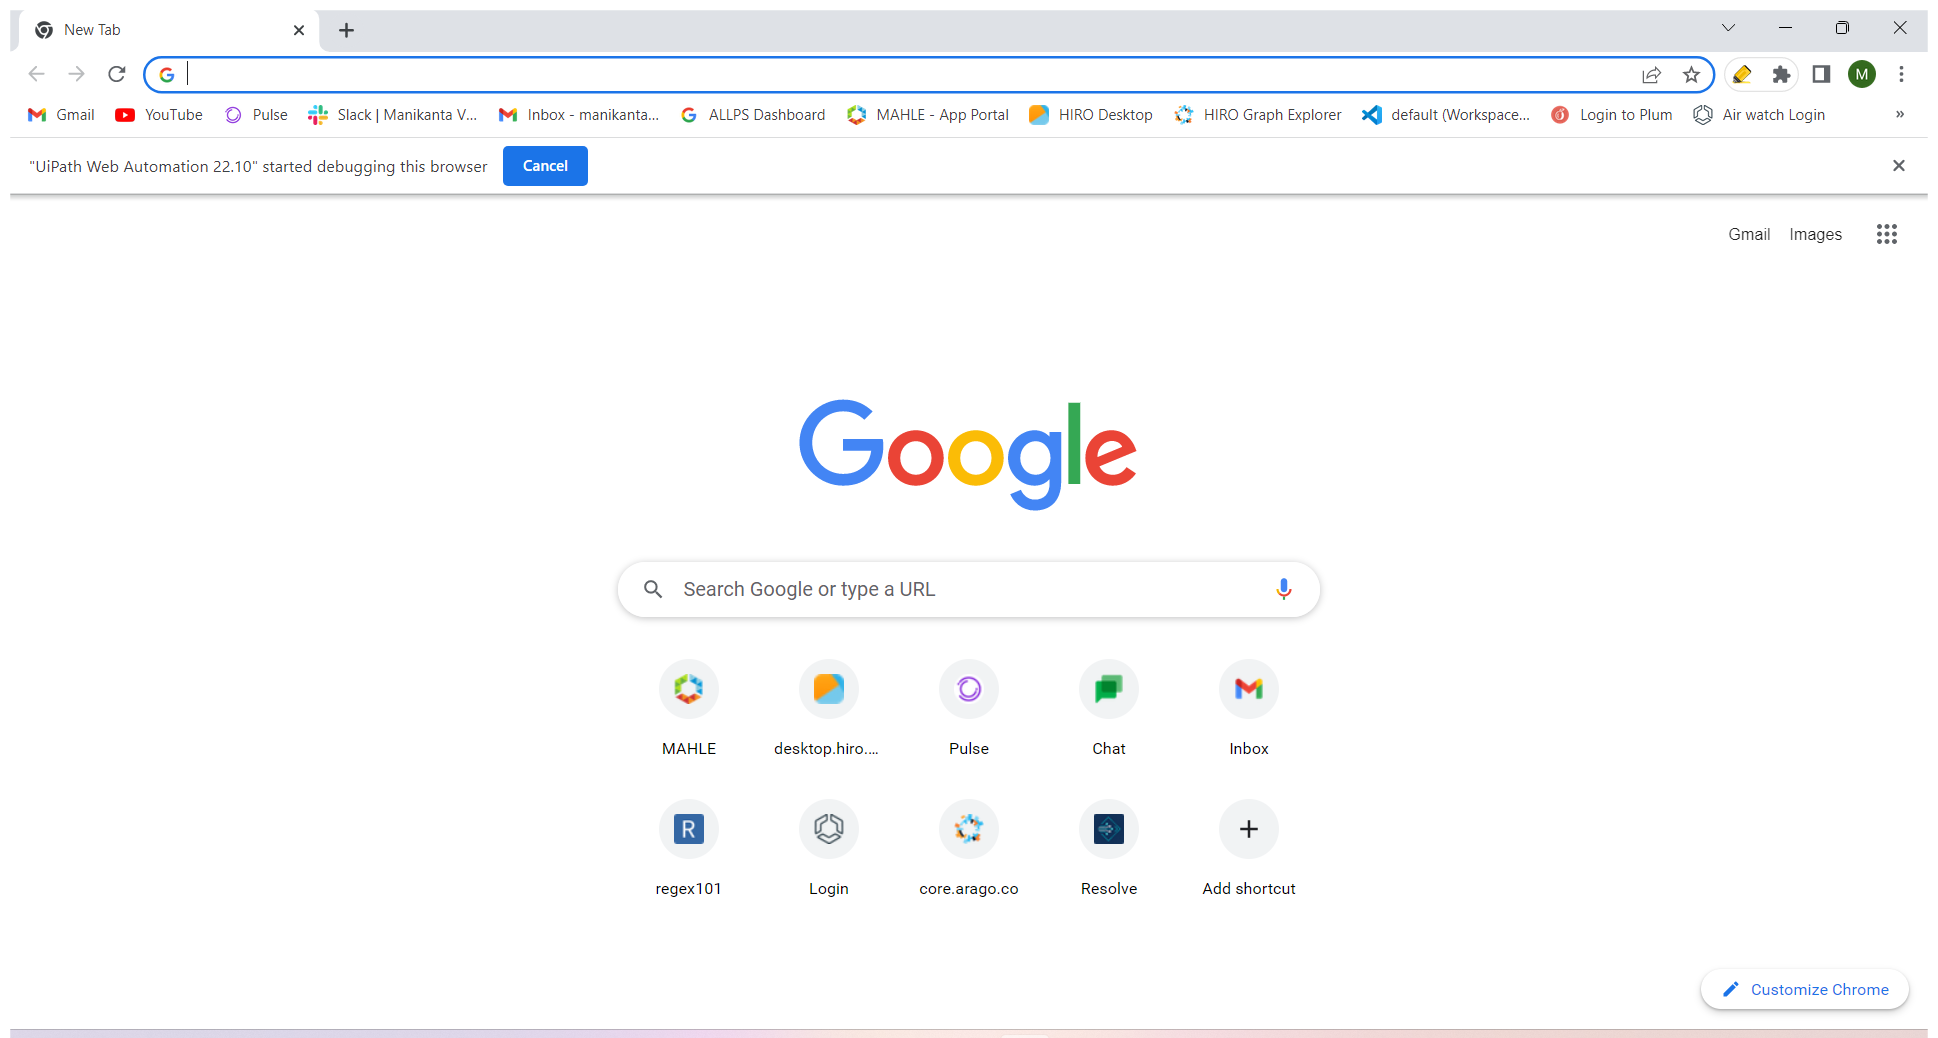 New Tab
Gmail YouTube Pulse Slack | Manikanta V... Inbox - manikanta... ALLPS Dashboard MAHLE - App Portal HIRO Desktop HIRO Graph Explorer default (Workspace... Login to Plum Air watch Login »
"UiPath Web Automation 22.10" started debugging this browser Cancel
Gmail Images
Google
Search Google or type a URL
MAHLE desktop.hiro.... Pulse Chat Inbox
R
regex101 Login core.arago.co Resolve Add shortcut
Customize Chrome
M